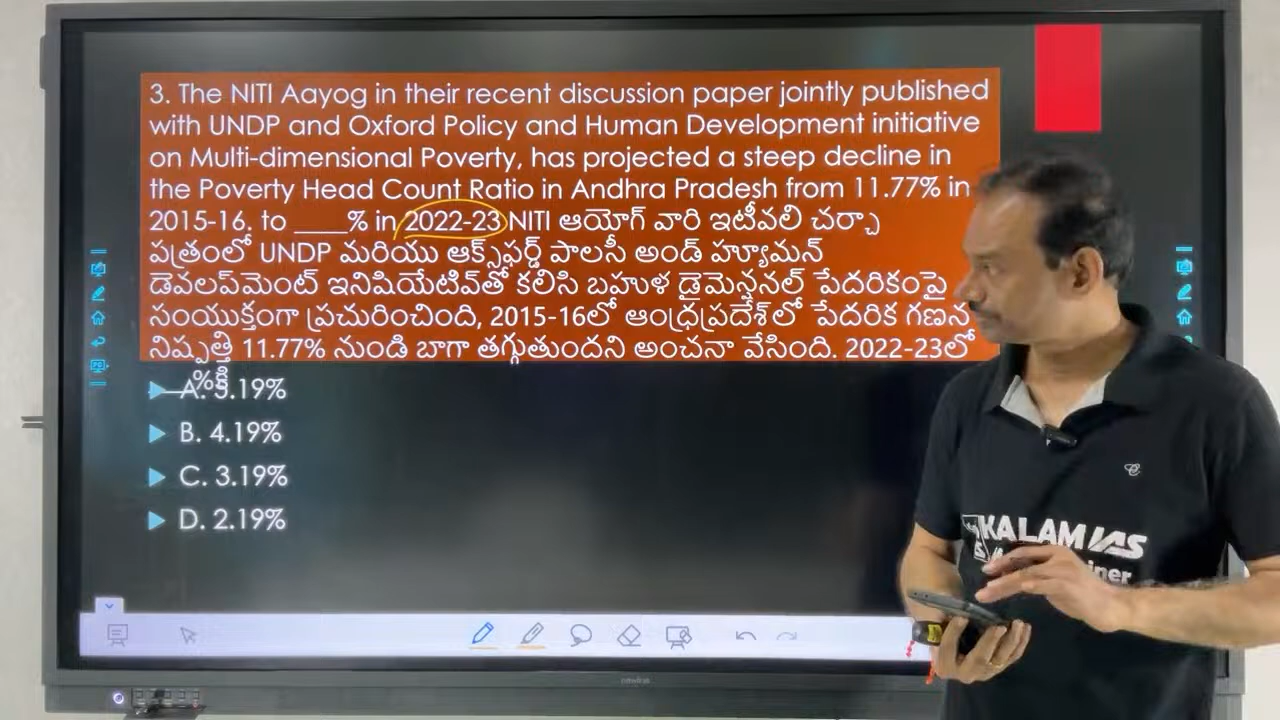 3. The NITI Aayog in their recent discussion paper jointly published
with UNDP and Oxford Policy and Human Development initiative
on Multi-dimensional Poverty, has projected a steep decline in
the Poverty Head Count Ratio in Andhra Pradesh from 11.77% in
2015-16. to ____% in 2022-23 NITI ఆయోగ్ వారి ఇటీవలి చర్చా
పత్రంలో UNDP మరియు ఆక్స్‌ఫర్డ్ పాలసీ అండ్ హ్యూమన్
డెవలప్‌మెంట్ ఇనిషియేటివ్‌తో కలిసి బహుళ డైమెన్షనల్ పేదరికంపై
సంయుక్తంగా ప్రచురించింది, 2015-16లో ఆంధ్రప్రదేశ్‌లో పేదరిక గణన
నిష్పత్తి 11.77% నుండి బాగా తగ్గుతుందని అంచనా వేసింది. 2022-23లో
___%కి
A. 5.19%
B. 4.19%
C. 3.19%
D. 2.19%
KALAM IAS